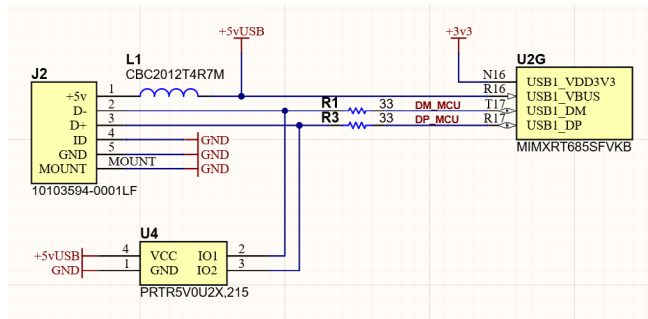 +5vUSB
+3v3
L1
CBC2012T4R7M
U2G
J2
+5v 1
D- 2
D+ 3
ID 4 GND
GND 5 GND
MOUNT MOUNT GND
10103594-0001LF
R1 33 DM_MCU
R3 33 DP_MCU
N16 USB1_VDD3V3
R16 USB1_VBUS
T17 USB1_DM
R17 USB1_DP
MIMXRT685SFVKB
U4
+5vUSB 4 VCC IO1 2
GND 1 GND IO2 3
PRTR5V0U2X,215